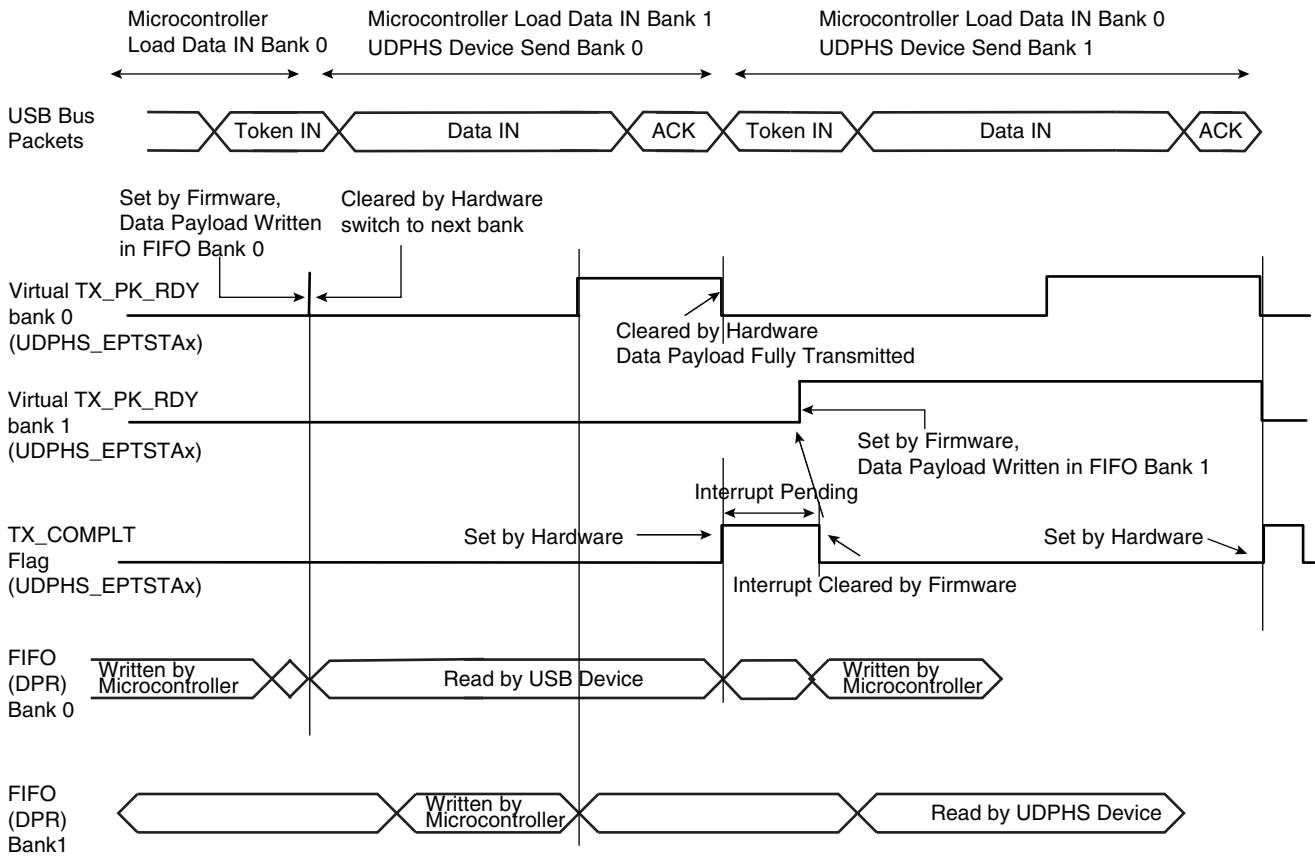 Microcontroller
Load Data IN Bank 0
Microcontroller Load Data IN Bank 1
UDPHS Device Send Bank 0
Microcontroller Load Data IN Bank 0
UDPHS Device Send Bank 1
USB Bus
Packets
Token IN
Data IN
ACK
Token IN
Data IN
ACK
Set by Firmware,
Data Payload Written
in FIFO Bank 0
Cleared by Hardware
switch to next bank
Virtual TX_PK_RDY
bank 0
(UDPHS_EPTSTAx)
Cleared by Hardware
Data Payload Fully Transmitted
Virtual TX_PK_RDY
bank 1
(UDPHS_EPTSTAx)
Set by Firmware,
Data Payload Written in FIFO Bank 1
Interrupt Pending
TX_COMPLT
Flag
(UDPHS_EPTSTAx)
Set by Hardware
Set by Hardware
Interrupt Cleared by Firmware
FIFO
(DPR)
Bank 0
Written by
Microcontroller
Read by USB Device
Written by
Microcontroller
FIFO
(DPR)
Bank1
Written by
Microcontroller
Read by UDPHS Device